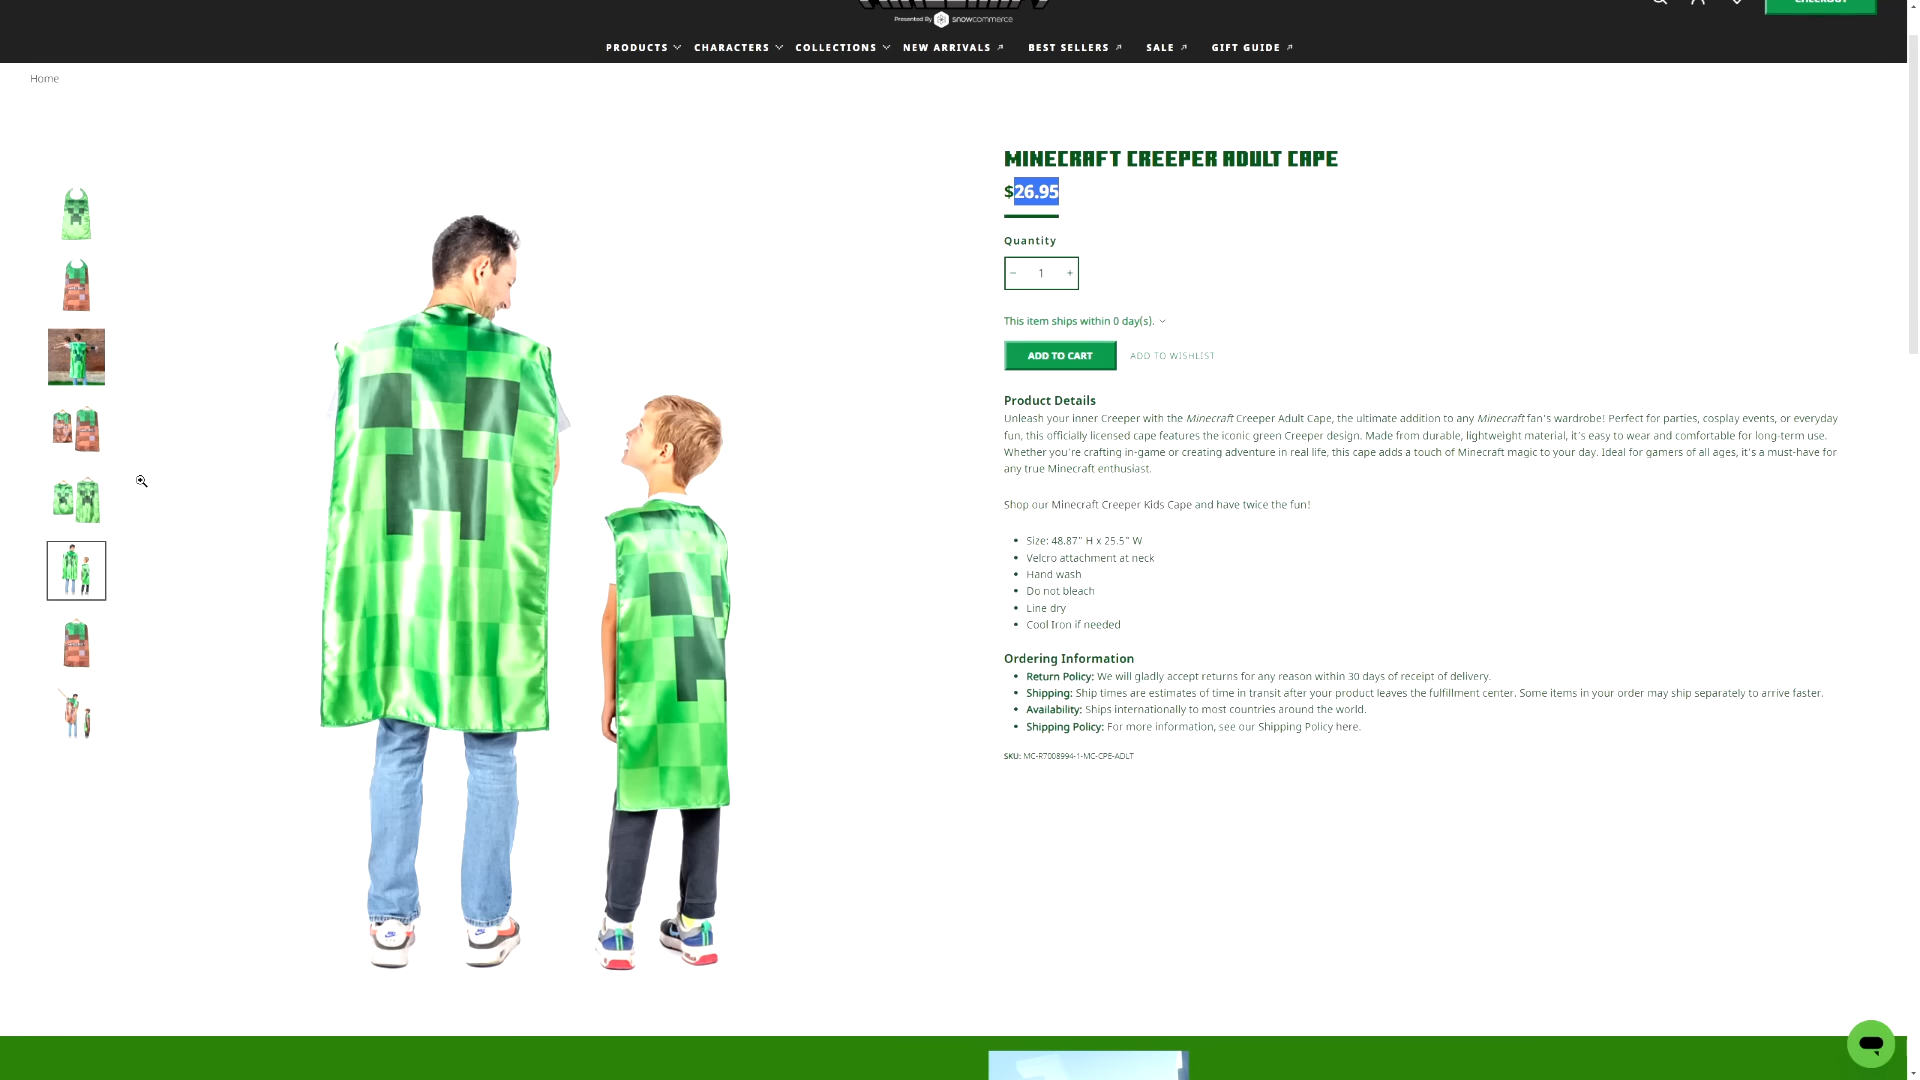 Presented By snowcommerce
PRODUCTS CHARACTERS COLLECTIONS NEW ARRIVALS BEST SELLERS SALE GIFT GUIDE
Home
MINECRAFT CREEPER ADULT CAPE
$26.95
Quantity
− 1 +
This item ships within 0 day(s).
ADD TO CART ADD TO WISHLIST
Product Details
Unleash your inner Creeper with the Minecraft Creeper Adult Cape, the ultimate addition to any Minecraft fan's wardrobe! Perfect for parties, cosplay events, or everyday
fun, this officially licensed cape features the iconic green Creeper design. Made from durable, lightweight material, it's easy to wear and comfortable for long-term use.
Whether you're crafting in-game or creating adventure in real life, this cape adds a touch of Minecraft magic to your day. Ideal for gamers of all ages, it's a must-have for
any true Minecraft enthusiast.
Shop our Minecraft Creeper Kids Cape and have twice the fun!
• Size: 48.87" H x 25.5" W
• Velcro attachment at neck
• Hand wash
• Do not bleach
• Line dry
• Cool Iron if needed
Ordering Information
• Return Policy: We will gladly accept returns for any reason within 30 days of receipt of delivery.
• Shipping: Ship times are estimates of time in transit after your product leaves the fulfillment center. Some items in your order may ship separately to arrive faster.
• Availability: Ships internationally to most countries around the world.
• Shipping Policy: For more information, see our Shipping Policy here.
SKU: MC-R7008994-1-MC-CPE-ADLT